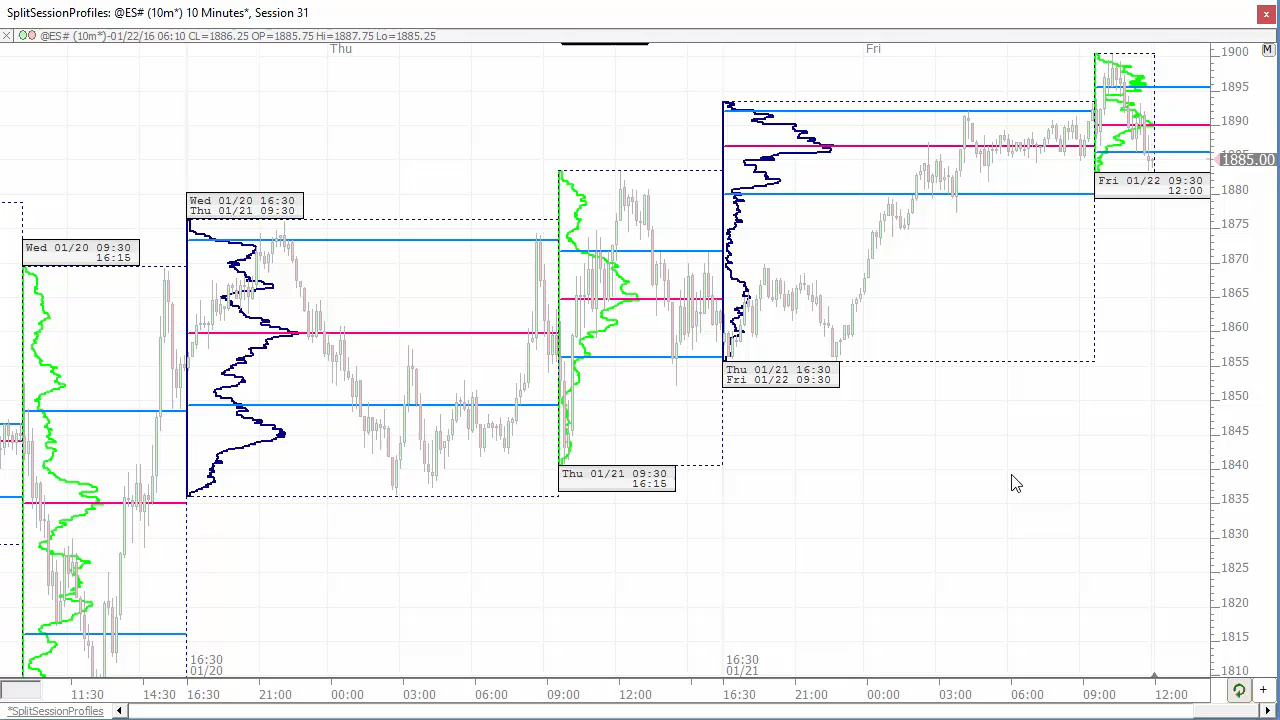 SplitSessionProfiles: @ES# (10m*) 10 Minutes*, Session 31
@ES# (10m*)-01/22/16 06:10 CL=1886.25 OP=1885.75 Hi=1887.75 Lo=1885.25
Thu
Fri
M
1900
1895
1890
1885.00
1880
1875
1870
1865
1860
1855
1850
1845
1840
1835
1830
1825
1820
1815
1810
Wed 01/20 09:30
16:15
Wed 01/20 16:30
Thu 01/21 09:30
Thu 01/21 09:30
16:15
Thu 01/21 16:30
Fri 01/22 09:30
Fri 01/22 09:30
12:00
16:30
01/20
16:30
01/21
11:30 14:30 16:30 21:00 00:00 03:00 06:00 09:00 12:00 16:30 21:00 00:00 03:00 06:00 09:00 12:00
*SplitSessionProfiles